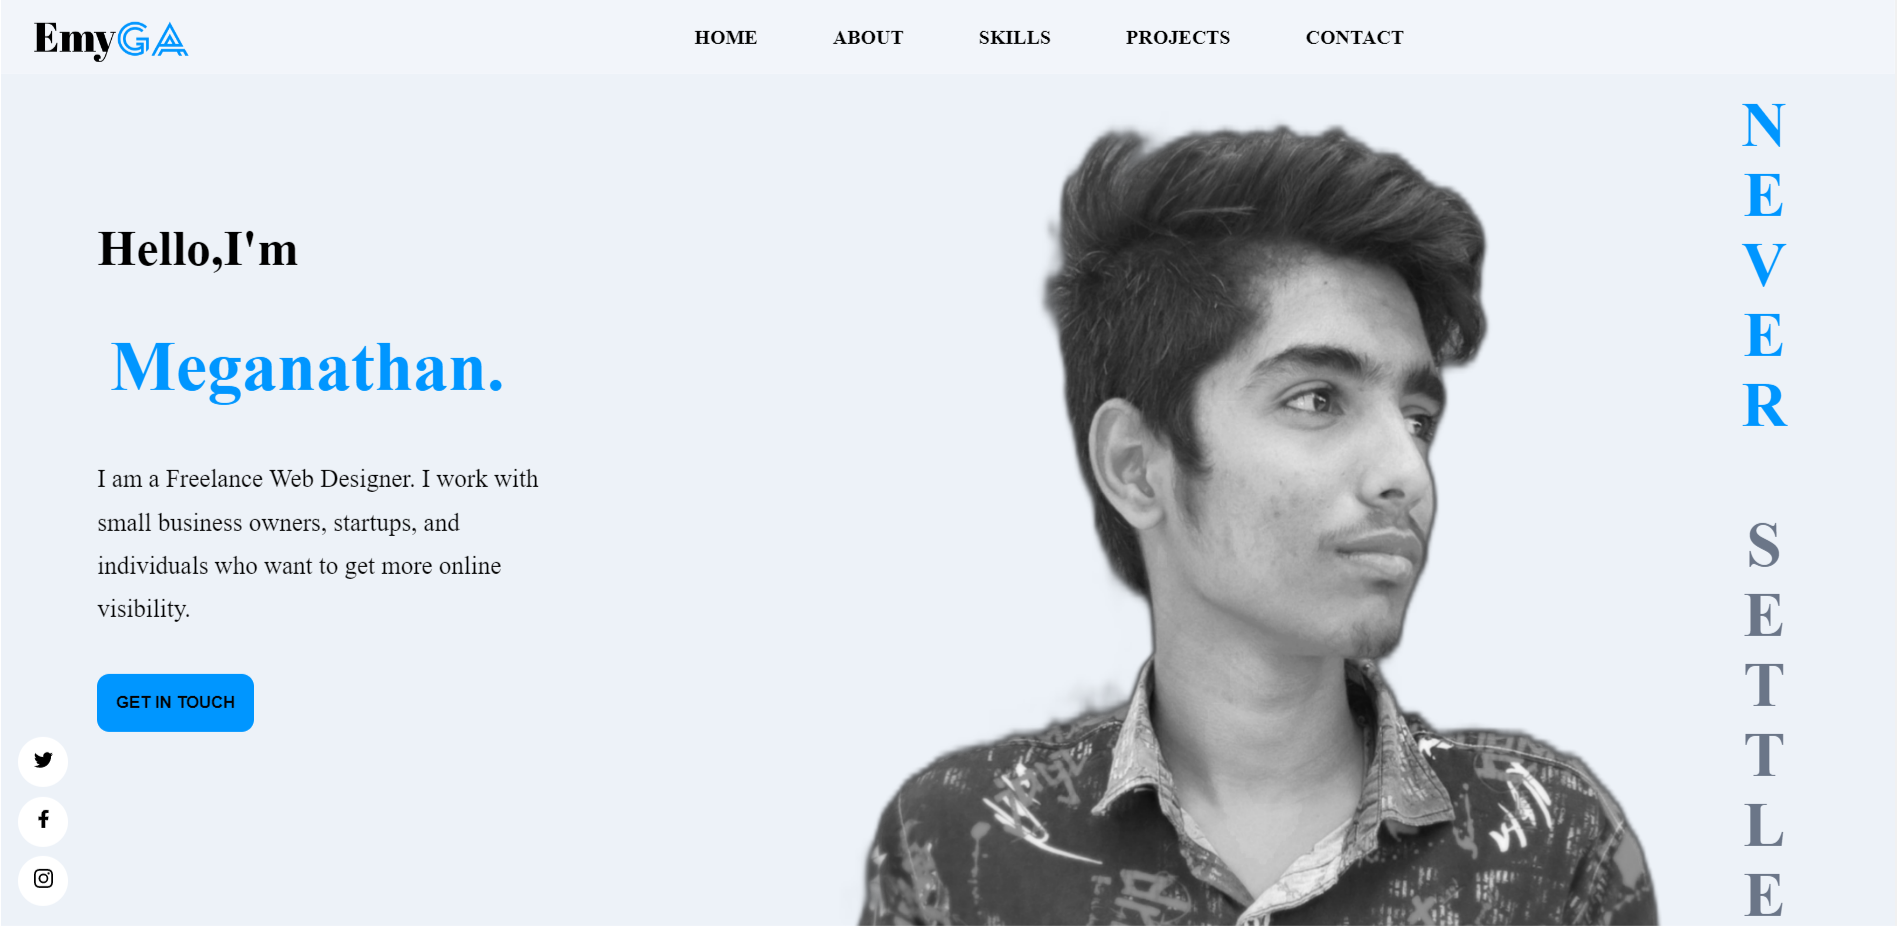 EmyGA
HOME ABOUT SKILLS PROJECTS CONTACT
Hello,I'm
Meganathan.
I am a Freelance Web Designer. I work with
small business owners, startups, and
individuals who want to get more online
visibility.
GET IN TOUCH
N
E
V
E
R
S
E
T
T
L
E